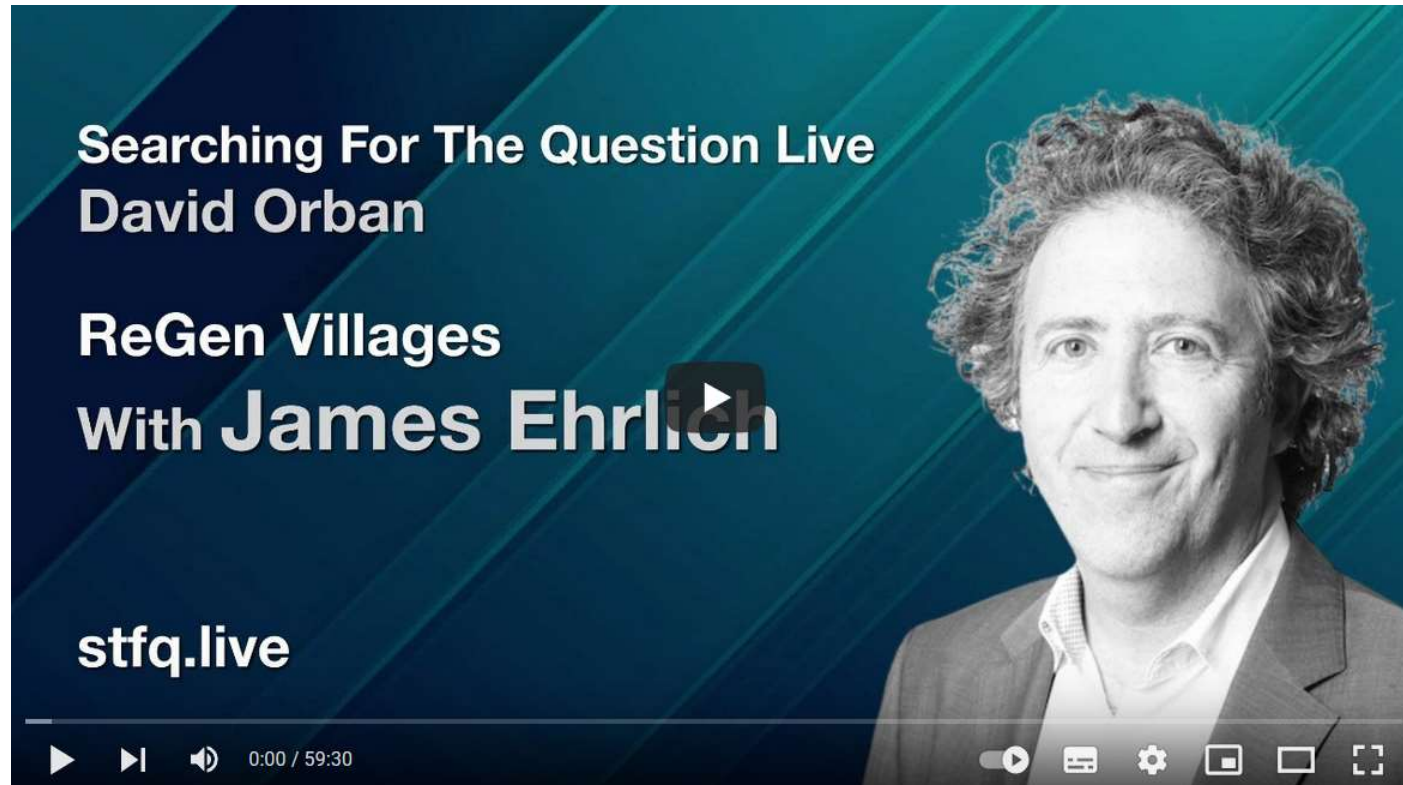 Searching For The Question Live
David Orban
ReGen Villages
With James Ehrlich
stfq.live
0:00 / 59:30